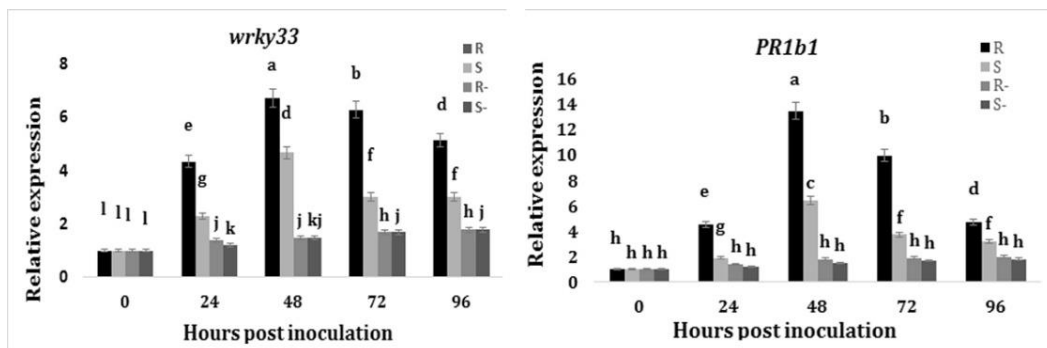 wrky33
R
S
R-
S-
8
6
4
2
0
Relative expression
l l l l
e g j k
a d j kj
b f h j
d f h j
0 24 48 72 96
Hours post inoculation
PR1b1
R
S
R-
S-
16
14
12
10
8
6
4
2
0
Relative expression
h h h h
e g h h
a c h h
b f h h
d f h h
0 24 48 72 96
Hours post inoculation